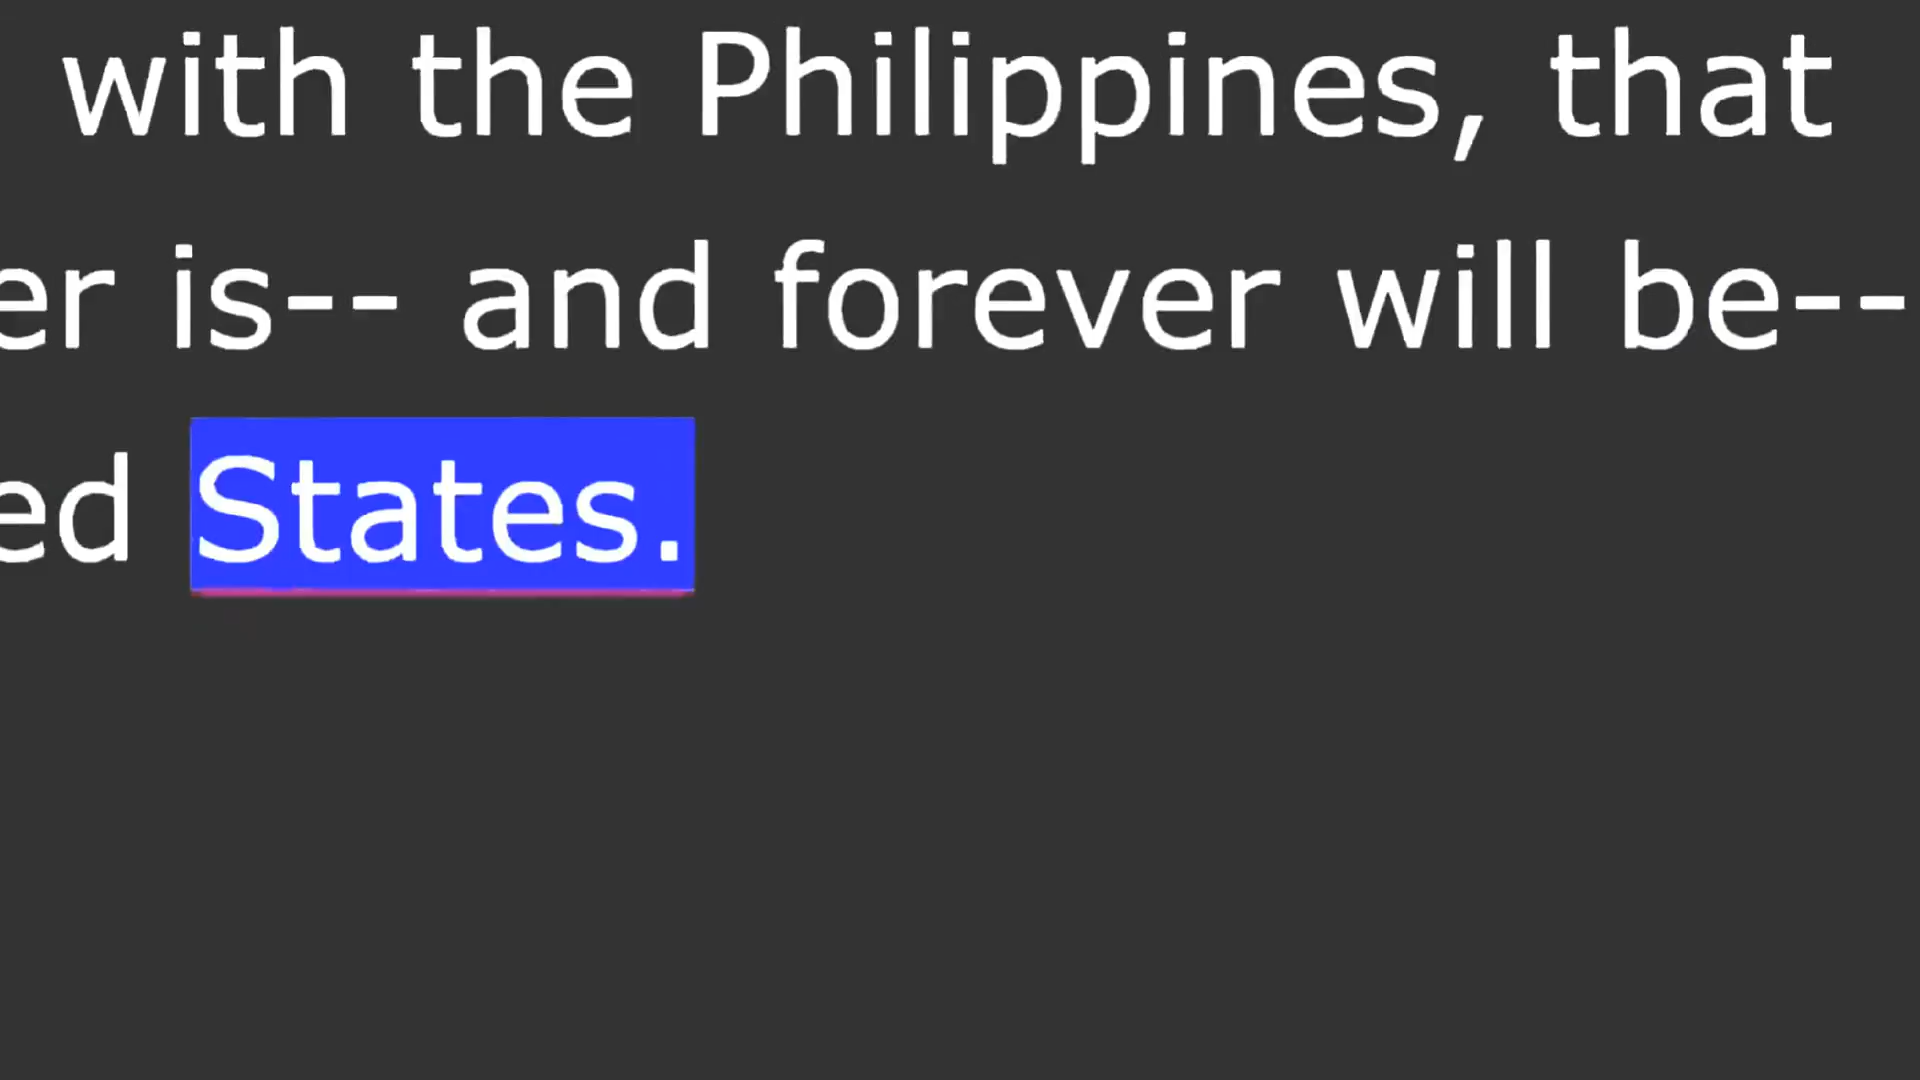 with the Philippines, that
er is-- and forever will be--
ed States.